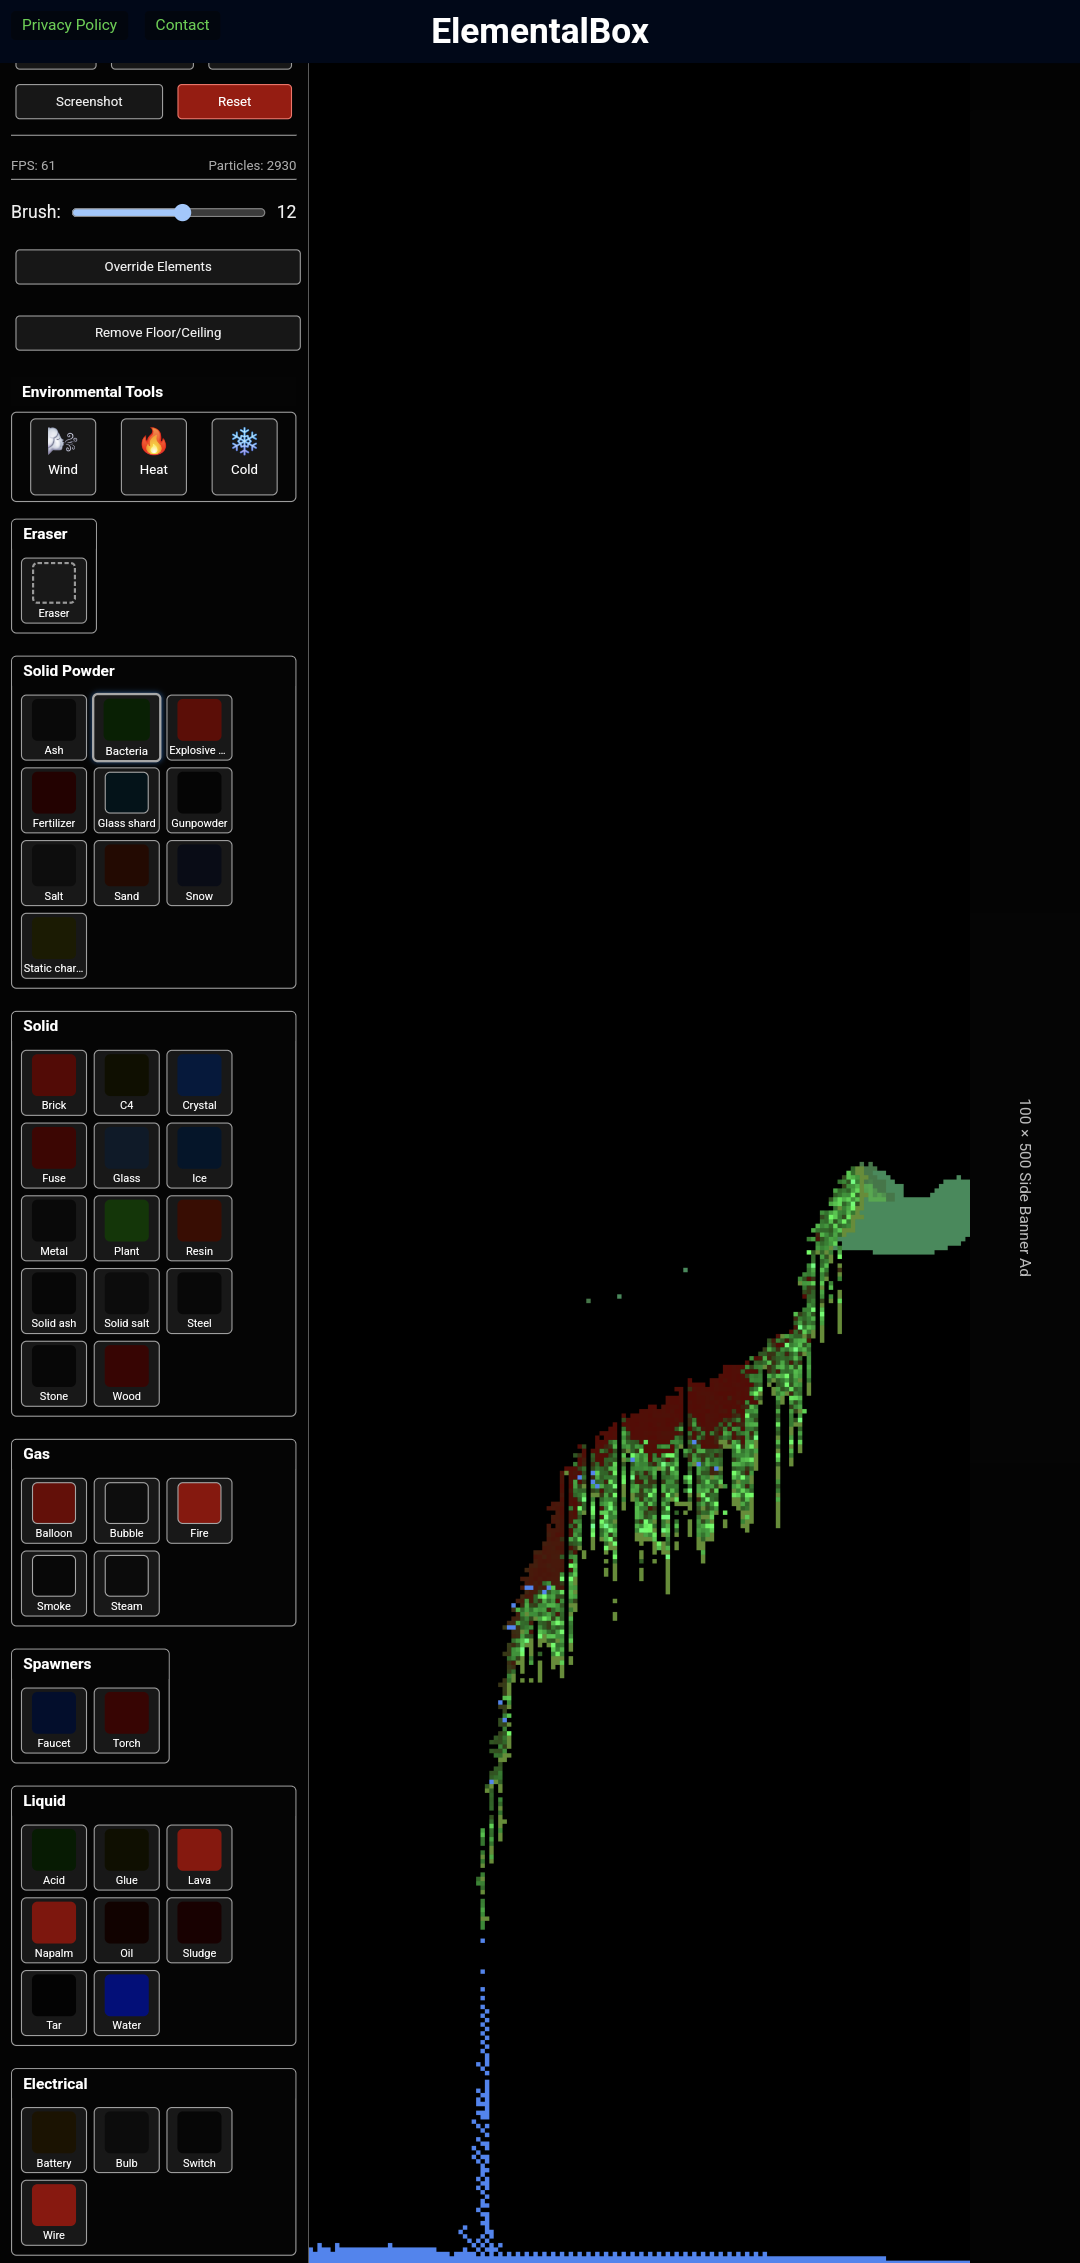 Privacy Policy Contact ElementalBox
Screenshot Reset
FPS: 61 Particles: 2930
Brush: 12
Override Elements
Remove Floor/Ceiling
Environmental Tools
Wind Heat Cold
Eraser
Eraser
Solid Powder
Ash Bacteria Explosive ...
Fertilizer Glass shard Gunpowder
Salt Sand Snow
Static char...
Solid
Brick C4 Crystal
Fuse Glass Ice
Metal Plant Resin
Solid ash Solid salt Steel
Stone Wood
Gas
Balloon Bubble Fire
Smoke Steam
Spawners
Faucet Torch
Liquid
Acid Glue Lava
Napalm Oil Sludge
Tar Water
Electrical
Battery Bulb Switch
Wire
100 × 500 Side Banner Ad